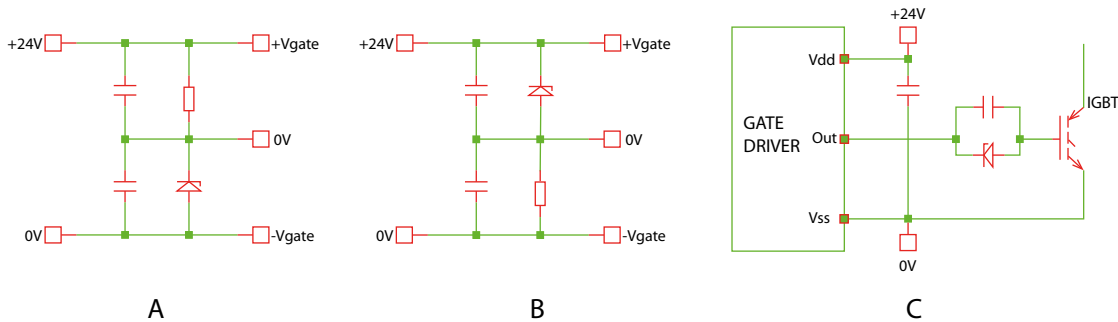 +24V
+Vgate
0V
0V
-Vgate
A
+24V
+Vgate
0V
0V
-Vgate
B
+24V
Vdd
GATE
DRIVER
Out
IGBT
Vss
0V
C